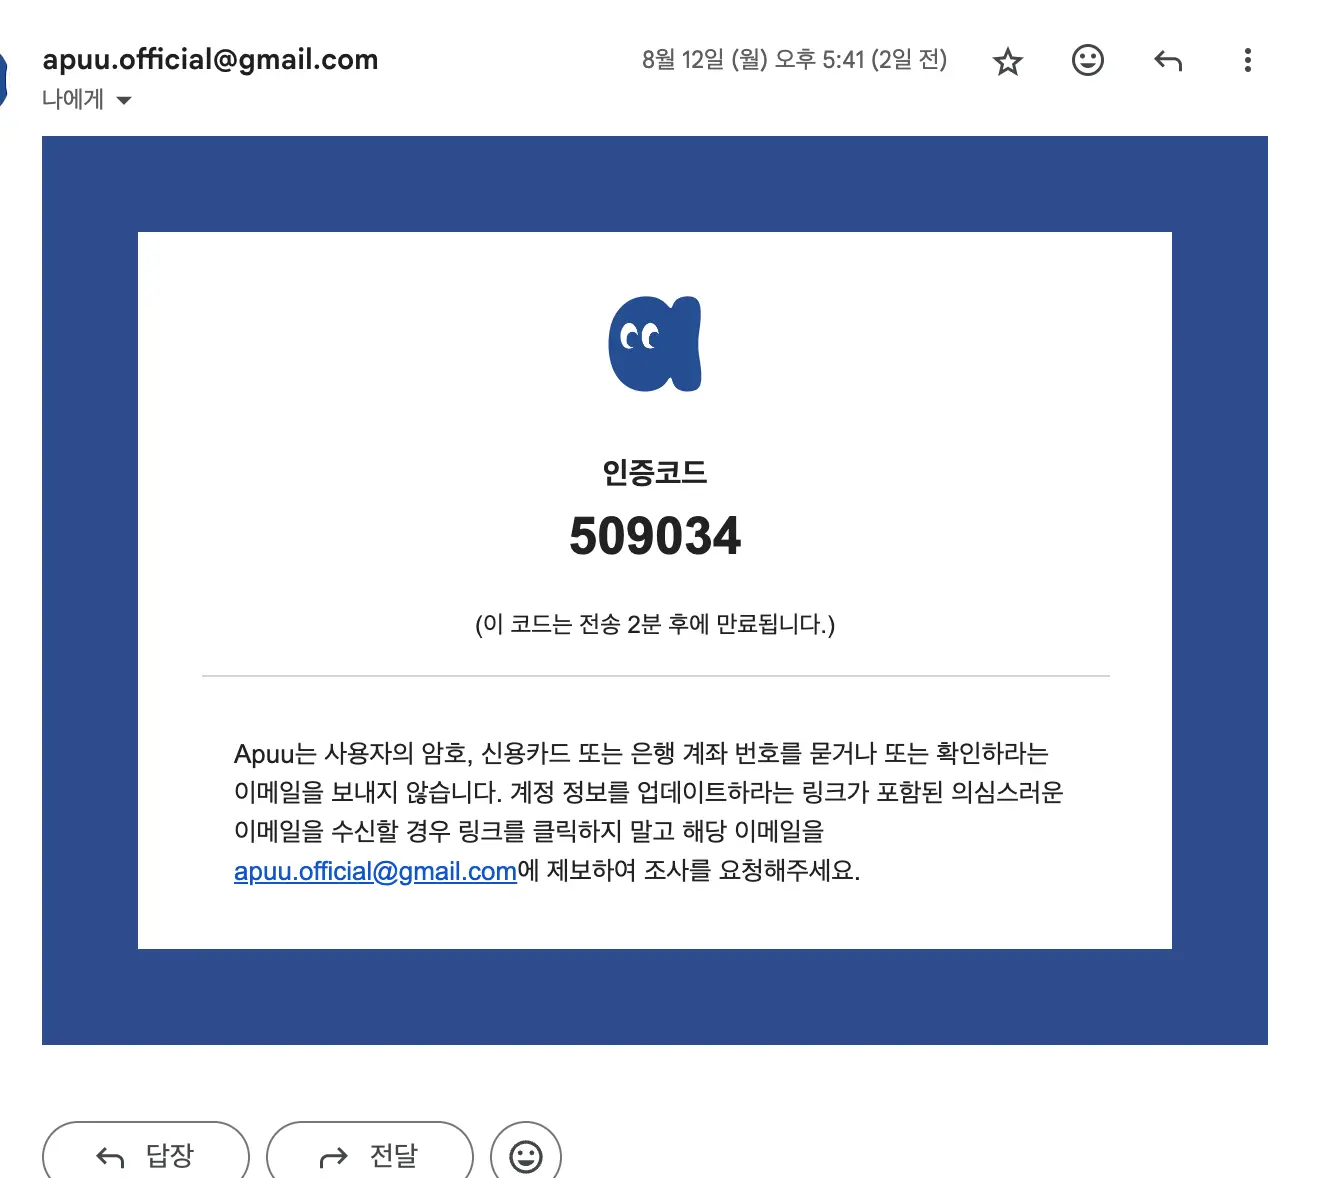 apuu.official@gmail.com
8월 12일 (월) 오후 5:41 (2일 전)
나에게
인증코드
509034
(이 코드는 전송 2분 후에 만료됩니다.)
Apuu는 사용자의 암호, 신용카드 또는 은행 계좌 번호를 묻거나 또는 확인하라는
이메일을 보내지 않습니다. 계정 정보를 업데이트하라는 링크가 포함된 의심스러운
이메일을 수신할 경우 링크를 클릭하지 말고 해당 이메일을
apuu.official@gmail.com에 제보하여 조사를 요청해주세요.
답장
전달